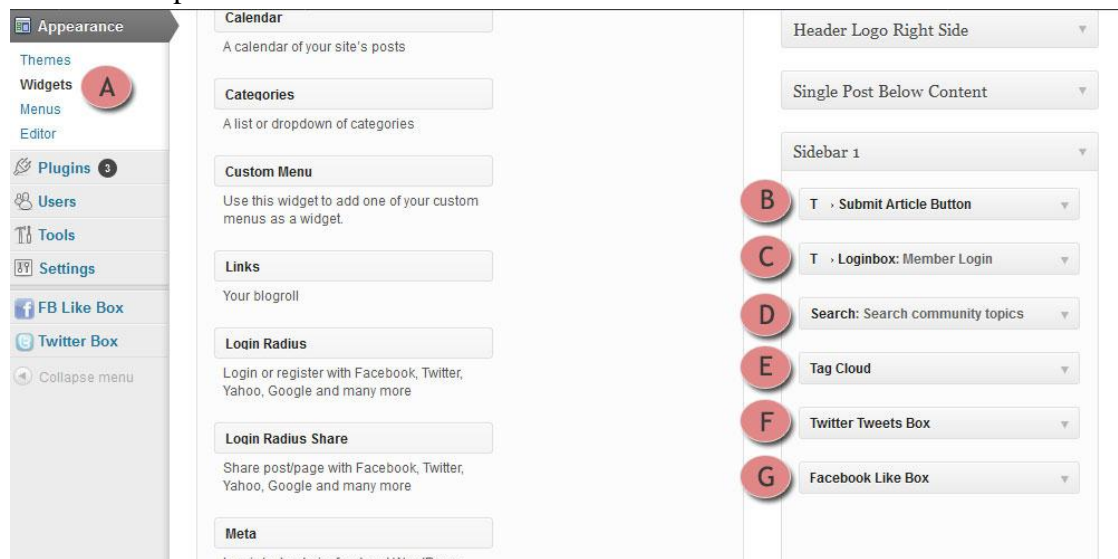 Appearance
Themes
Widgets
A
Menus
Editor
Plugins 3
Users
Tools
Settings
FB Like Box
Twitter Box
Collapse menu
Calendar
A calendar of your site's posts
Categories
A list or dropdown of categories
Custom Menu
Use this widget to add one of your custom
menus as a widget.
Links
Your blogroll
Login Radius
Login or register with Facebook, Twitter,
Yahoo, Google and many more
Login Radius Share
Share post/page with Facebook, Twitter,
Yahoo, Google and many more
Meta
Header Logo Right Side
Single Post Below Content
Sidebar 1
B T › Submit Article Button
C T › Loginbox: Member Login
D Search: Search community topics
E Tag Cloud
F Twitter Tweets Box
G Facebook Like Box